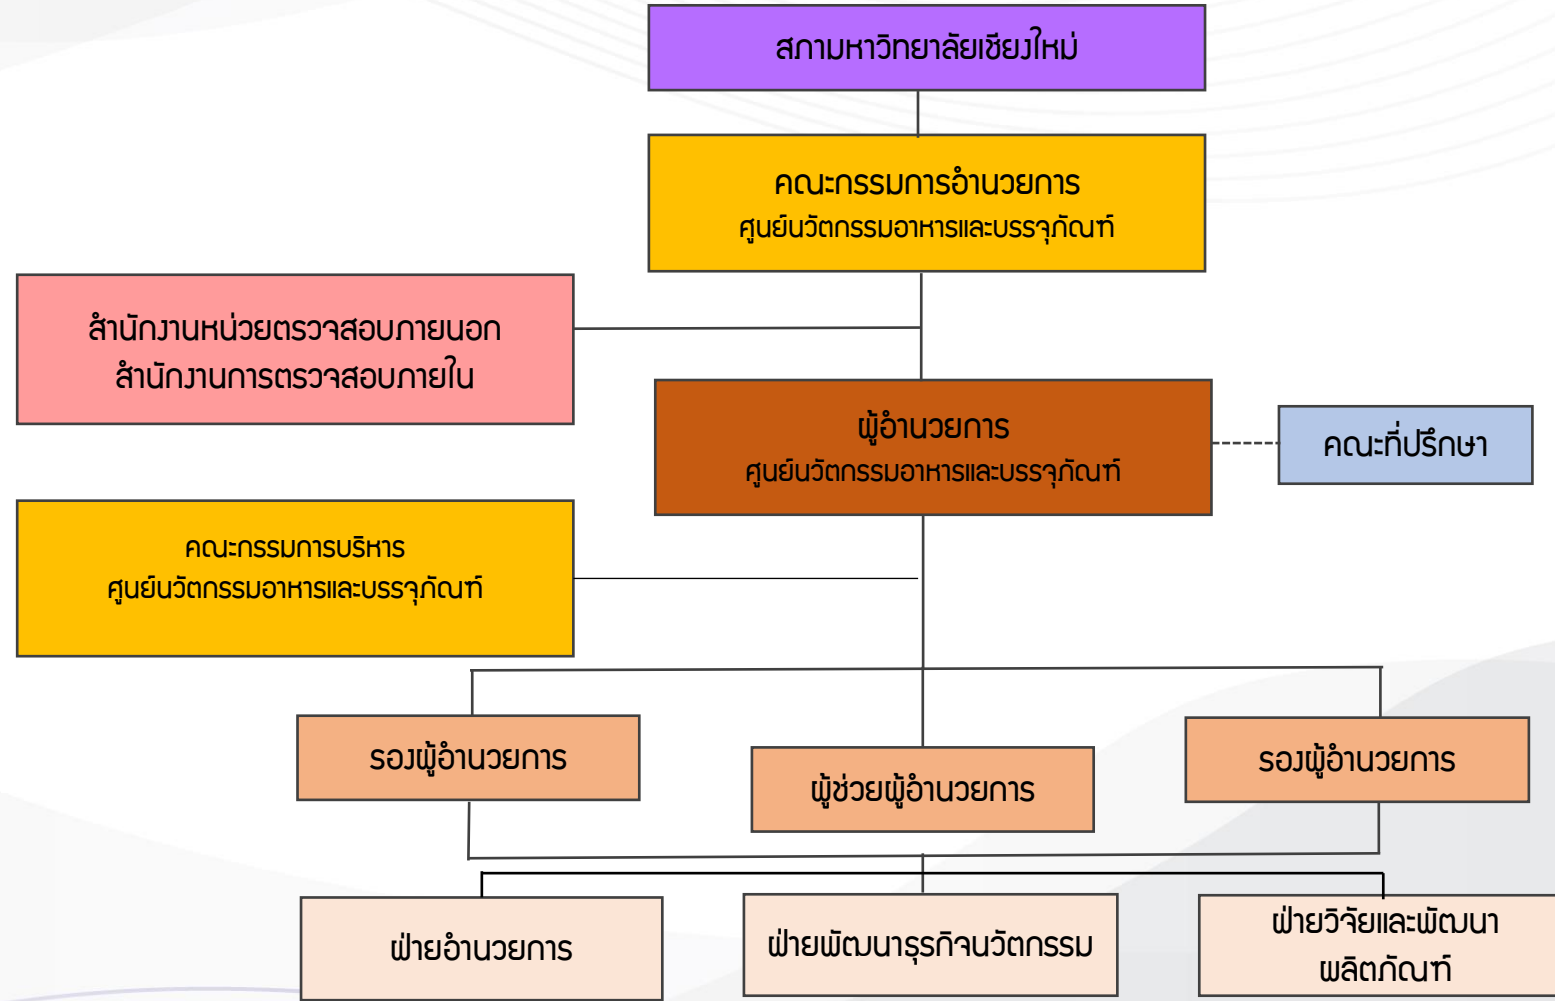 สภามหาวิทยาลัยเชียงใหม่
คณะกรรมการอำนวยการ
ศูนย์นวัตกรรมอาหารและบรรจุภัณฑ์
สำนักงานหน่วยตรวจสอบภายนอก
สำนักงานการตรวจสอบภายใน
ผู้อำนวยการ
ศูนย์นวัตกรรมอาหารและบรรจุภัณฑ์
คณะที่ปรึกษา
คณะกรรมการบริหาร
ศูนย์นวัตกรรมอาหารและบรรจุภัณฑ์
รองผู้อำนวยการ
ผู้ช่วยผู้อำนวยการ
รองผู้อำนวยการ
ฝ่ายอำนวยการ
ฝ่ายพัฒนาธุรกิจนวัตกรรม
ฝ่ายวิจัยและพัฒนา
ผลิตภัณฑ์